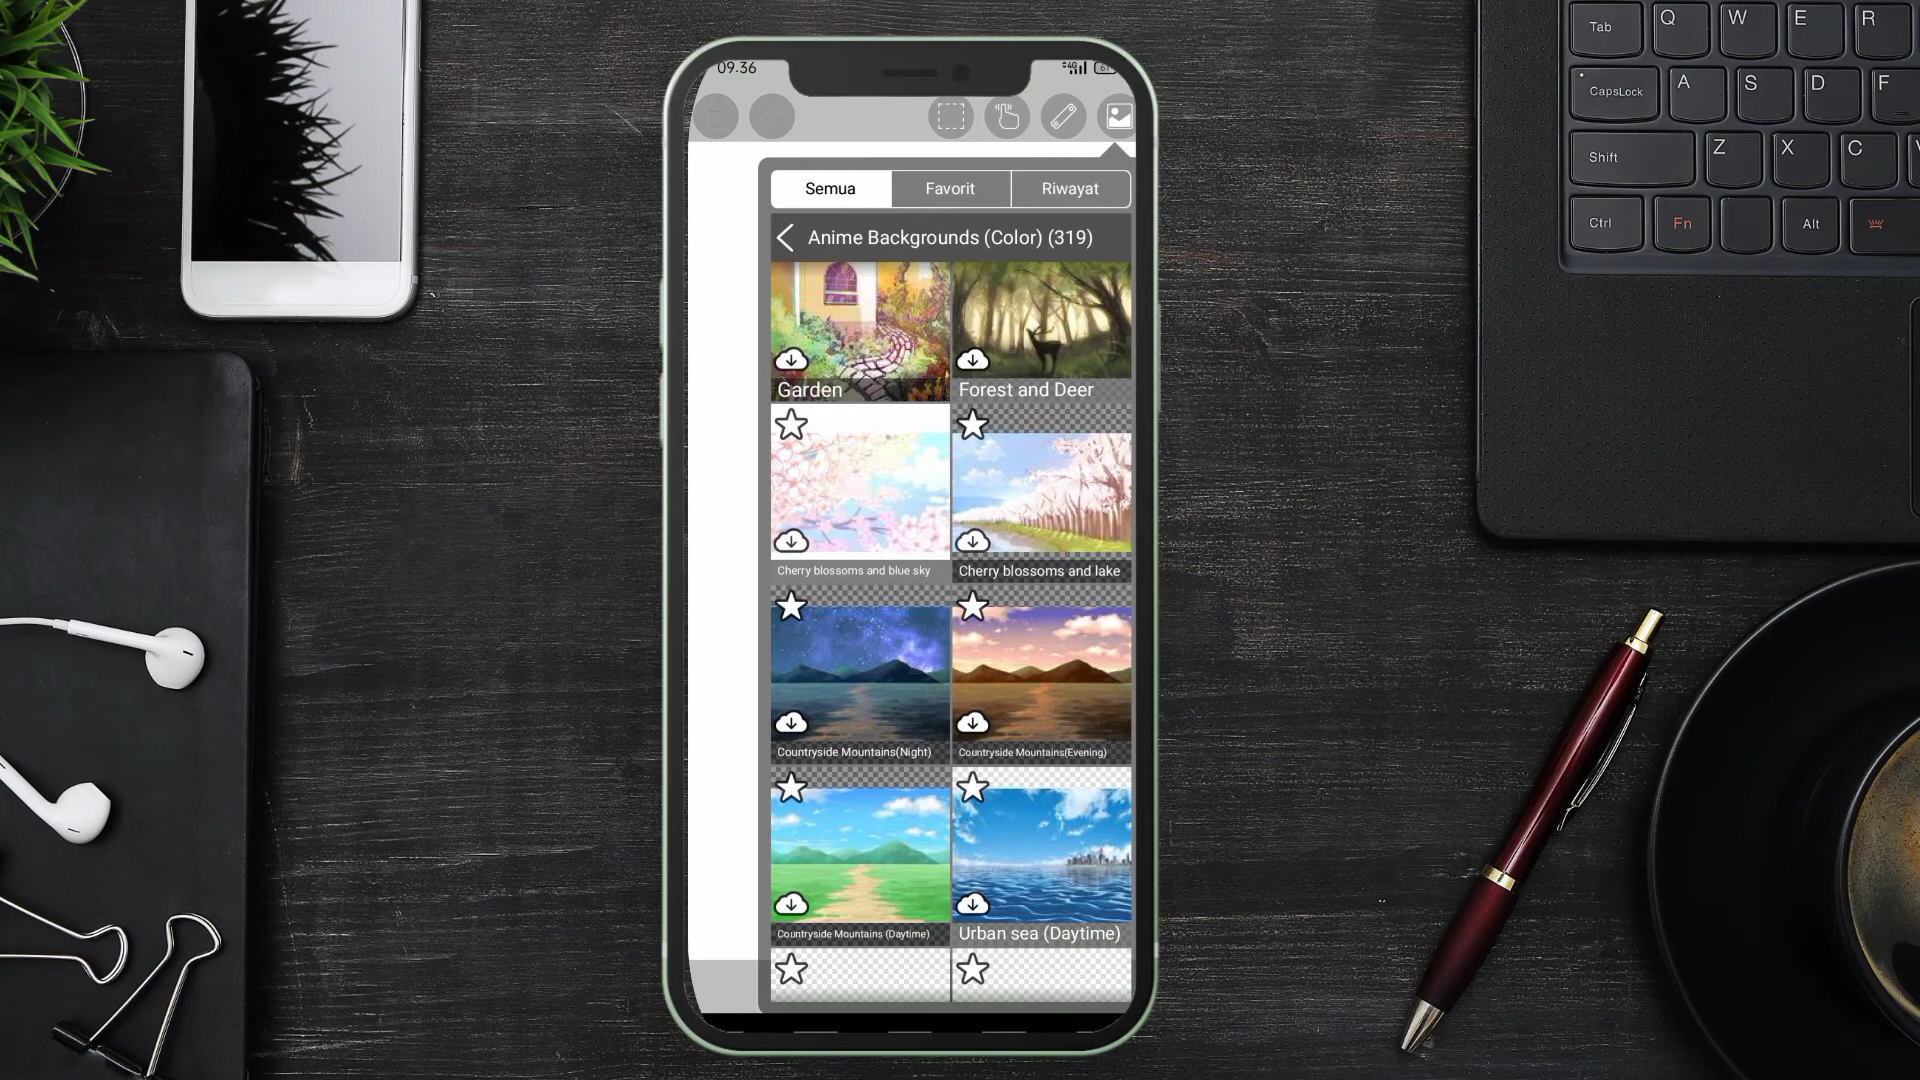 09.36
4G
61
Semua
Favorit
Riwayat
Anime Backgrounds (Color) (319)
Garden
Forest and Deer
Cherry blossoms and blue sky
Cherry blossoms and lake
Countryside Mountains(Night)
Countryside Mountains(Evening)
Countryside Mountains (Daytime)
Urban sea (Daytime)
Tab
Q
W
E
R
CapsLock
A
S
D
F
Shift
Z
X
C
Ctrl
Fn
Alt